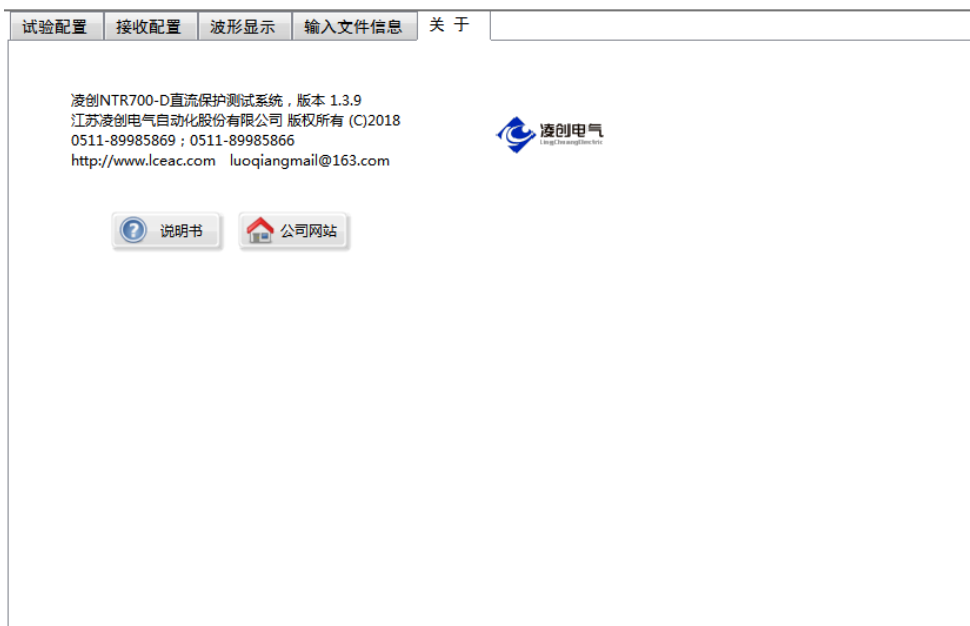 试验配置 接收配置 波形显示 输入文件信息 关 于
凌创NTR700-D直流保护测试系统，版本 1.3.9
江苏凌创电气自动化股份有限公司 版权所有 (C)2018
0511-89985869；0511-89985866
http://www.lceac.com luoqiangmail@163.com
凌创电气
LingChuangElectric
说明书 公司网站